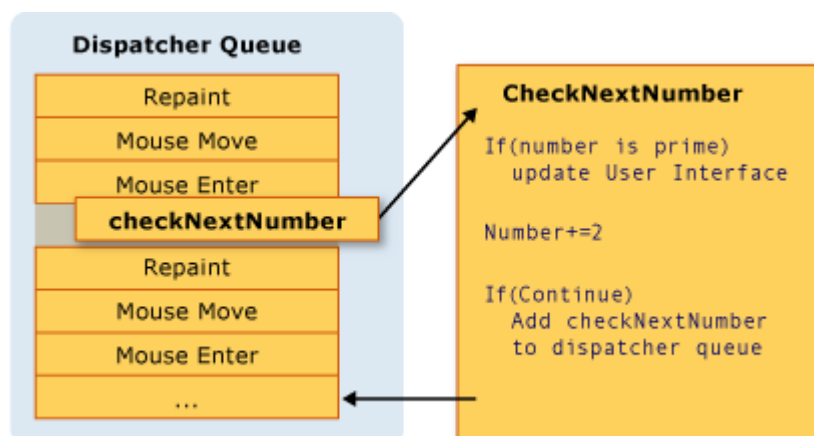 Dispatcher Queue
Repaint
Mouse Move
Mouse Enter
checkNextNumber
Repaint
Mouse Move
Mouse Enter
...
CheckNextNumber
If(number is prime)
update User Interface
Number+=2
If(Continue)
Add checkNextNumber
to dispatcher queue